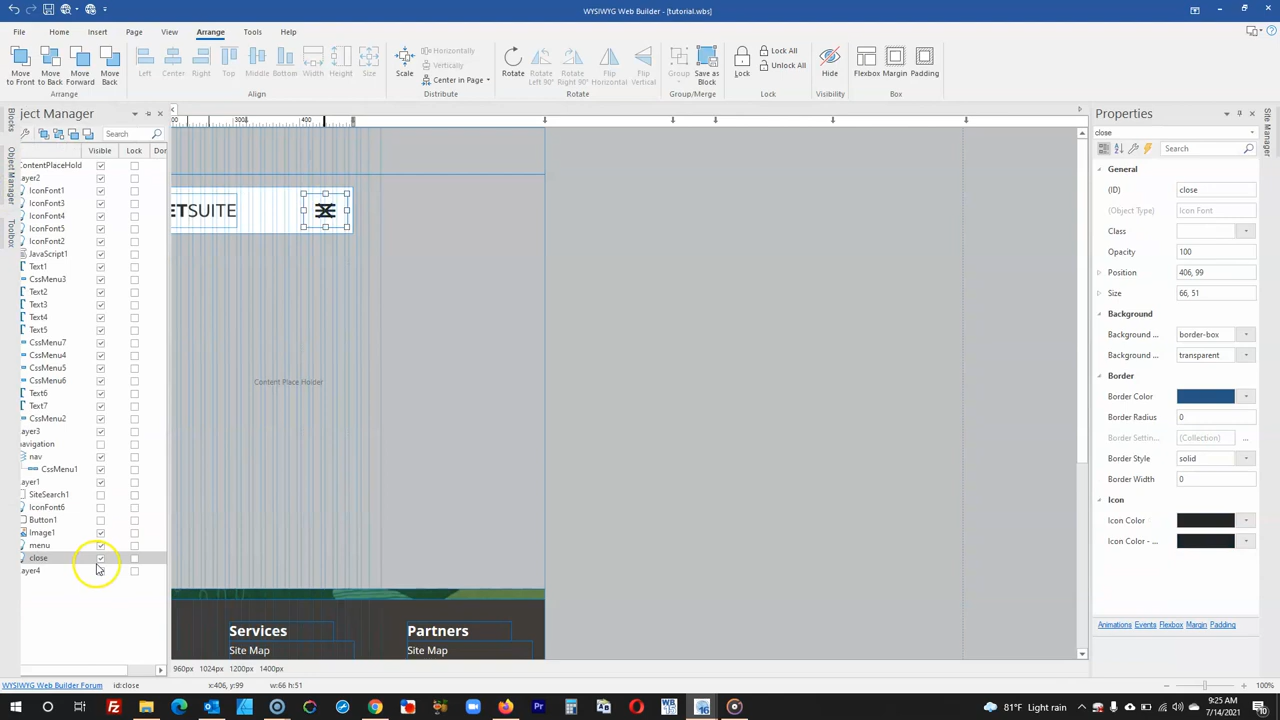 WYSIWYG Web Builder - [tutorial.wbs]
File Home Insert Page View Arrange Tools Help
Move to Front
Move to Back
Move Forward
Move Back
Left Center Right Top Middle Bottom Width Height Size
Scale
Horizontally
Vertically
Center in Page
Rotate
Rotate Left 90°
Rotate Right 90°
Flip Horizontal
Flip Vertical
Group
Save as Block
Lock
Lock All
Unlock All
Hide
Flexbox Margin Padding
Arrange Align Distribute Rotate Group/Merge Lock Visibility Box
Blocks
Object Manager
Toolbox
ject Manager
Search
Visible Lock Dor
ContentPlaceHold
ayer2
IconFont1
IconFont3
IconFont4
IconFont5
IconFont2
JavaScript1
Text1
CssMenu3
Text2
Text3
Text4
Text5
CssMenu7
CssMenu4
CssMenu5
CssMenu6
Text6
Text7
CssMenu2
ayer3
avigation
nav
CssMenu1
ayer1
SiteSearch1
IconFont6
Button1
Image1
menu
close
ayer4
300 400
ETSUITE
Content Place Holder
Services Partners
Site Map Site Map
960px 1024px 1200px 1400px
Properties
close
Search
General
(ID) close
(Object Type) Icon Font
Class
Opacity 100
Position 406, 99
Size 66, 51
Background
Background ... border-box
Background ... transparent
Border
Border Color
Border Radius 0
Border Settin... (Collection) ...
Border Style solid
Border Width 0
Icon
Icon Color
Icon Color - ...
Animations Events Flexbox Margin Padding
Site Manager
WYSIWYG Web Builder Forum id:close x:406, y:99 w:66 h:51 100%
81°F Light rain
9:25 AM
7/14/2021